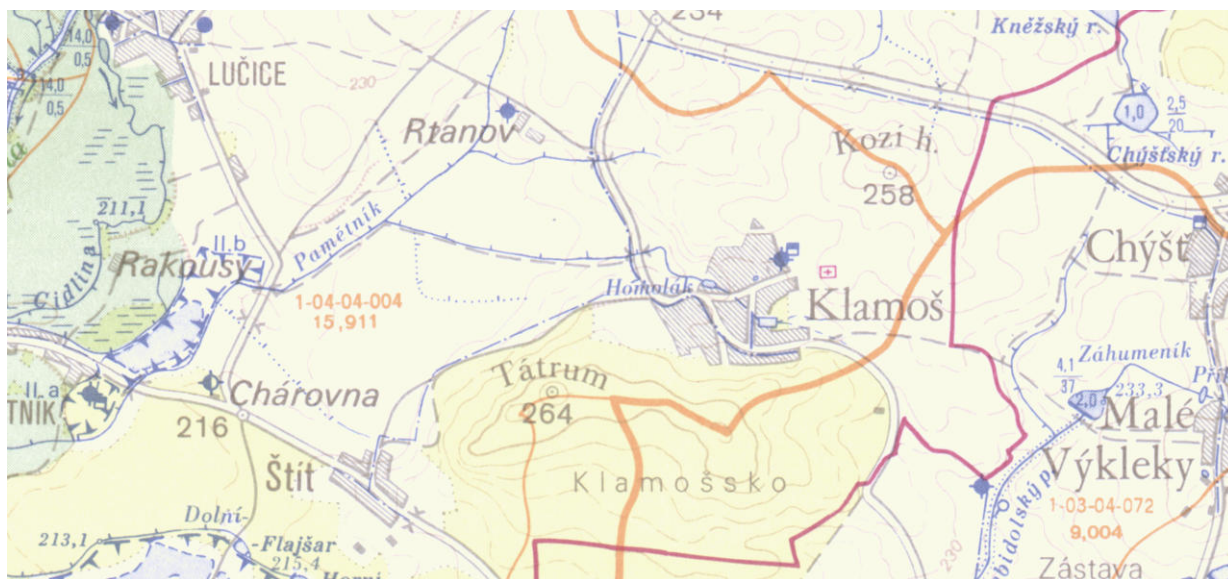 234
Kněžský r.
14,0
0,5
14,0
0,5
LUČICE
230
Rtanov
1,0
2,5
20
Kozí h.
258
Chýšťský r.
211,1
Pamětník
II.b
Rakousy
Cidlina
1-04-04-004
15,911
Homolák
Klamoš
Chýšť
Tátrum
264
Záhumeník
4,1
37
2,0
233,3
II.a
TNÍK
Chárovna
216
Malé
Výkleky
Štít
Klamošsko
1-03-04-072
9,004
Dolní-
-Flajšar
213,1
215,4
Horní
230
Zástava